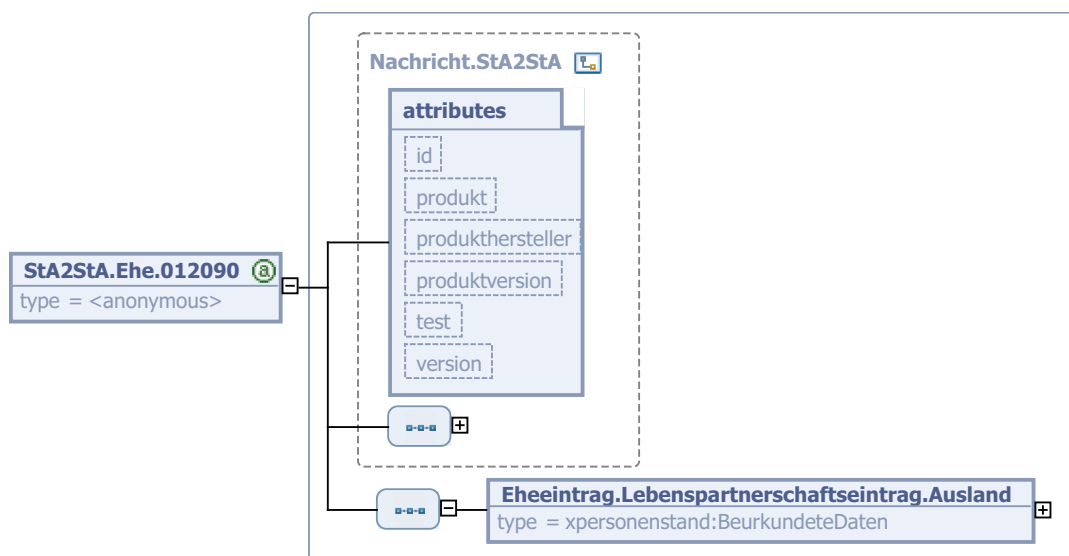 Nachricht.StA2StA
attributes
id
produkt
produkthersteller
produktversion
test
version
StA2StA.Ehe.012090 @
type = <anonymous>
Eheeintrag.Lebenspartnerschaftseintrag.Ausland
type = xpersonenstand:BeurkundeteDaten